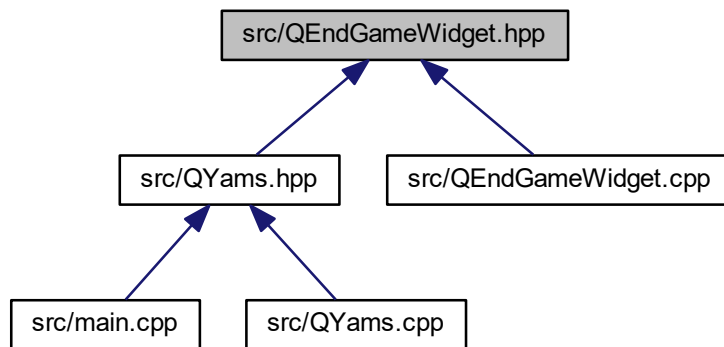 src/QEndGameWidget.hpp
src/QYams.hpp
src/QEndGameWidget.cpp
src/main.cpp
src/QYams.cpp